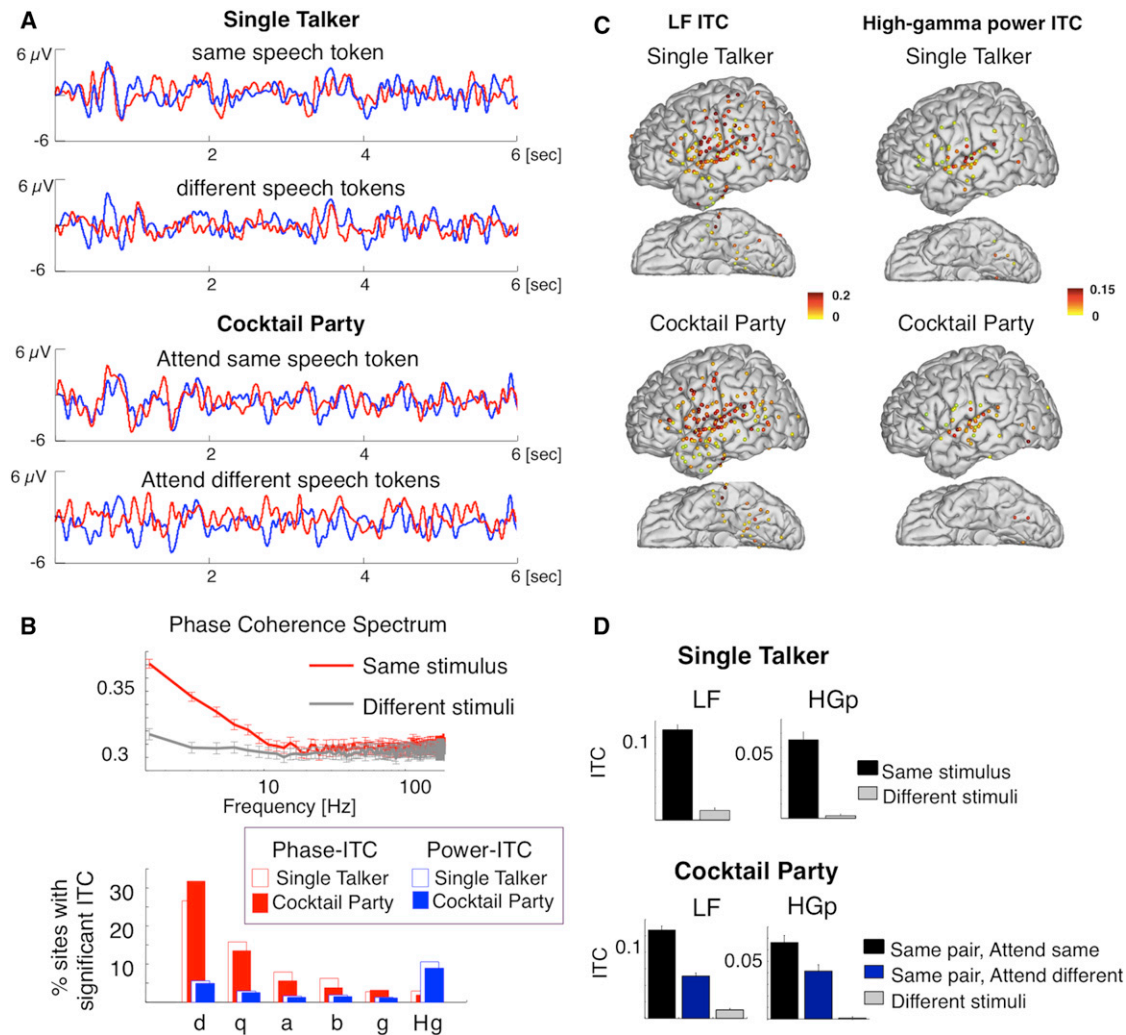 A
Single Talker
same speech token
6 µV
-6
2 4 6 [sec]
different speech tokens
6 µV
-6
2 4 6 [sec]
Cocktail Party
Attend same speech token
6 µV
-6
Attend different speech tokens
6 µV
-6
2 4 6 [sec]
B
Phase Coherence Spectrum
0.35
0.3
Same stimulus
Different stimuli
10 100
Frequency [Hz]
% sites with
significant ITC
30
20
10
Phase-ITC Power-ITC
Single Talker Single Talker
Cocktail Party Cocktail Party
d q a b g Hg
C
LF ITC High-gamma power ITC
Single Talker Single Talker
0.2
0
0.15
0
Cocktail Party Cocktail Party
D
Single Talker
LF HGp
ITC
0.1
0.05
Same stimulus
Different stimuli
Cocktail Party
LF HGp
ITC
0.1
0.05
Same pair, Attend same
Same pair, Attend different
Different stimuli